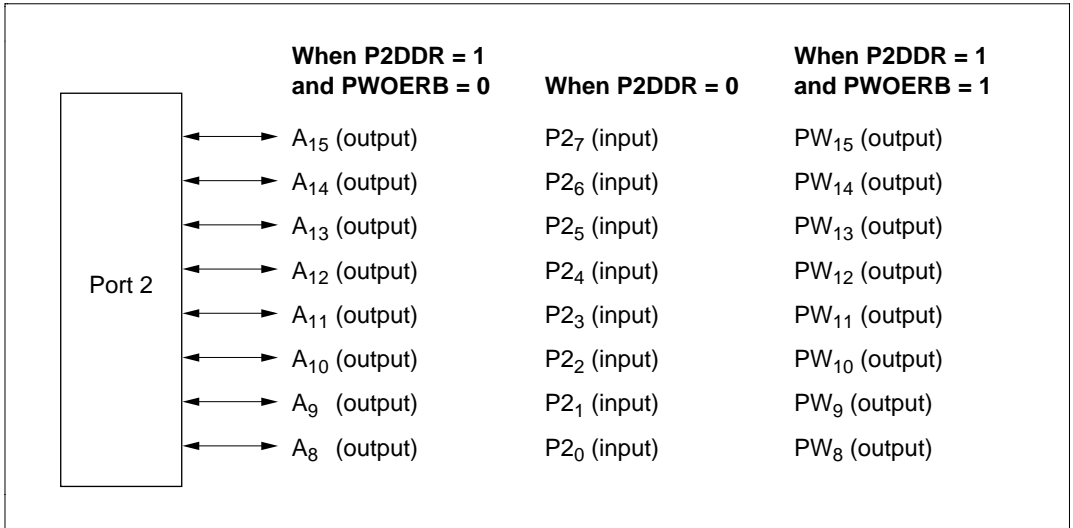 When P2DDR = 1 and PWOERB = 0
When P2DDR = 0
When P2DDR = 1 and PWOERB = 1
Port 2
A₁₅ (output) P2₇ (input) PW₁₅ (output)
A₁₄ (output) P2₆ (input) PW₁₄ (output)
A₁₃ (output) P2₅ (input) PW₁₃ (output)
A₁₂ (output) P2₄ (input) PW₁₂ (output)
A₁₁ (output) P2₃ (input) PW₁₁ (output)
A₁₀ (output) P2₂ (input) PW₁₀ (output)
A₉ (output) P2₁ (input) PW₉ (output)
A₈ (output) P2₀ (input) PW₈ (output)